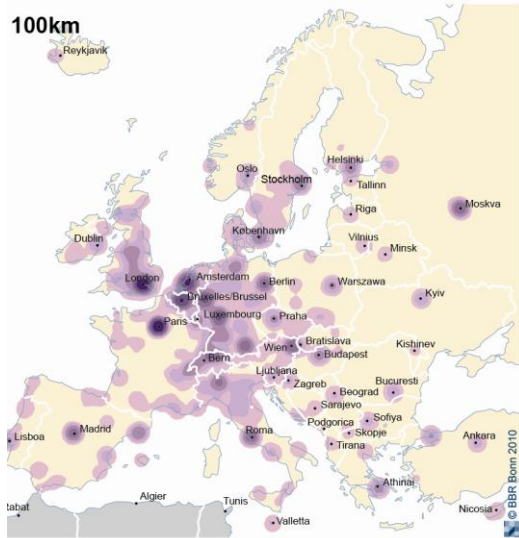 100km
Reykjavik
Helsinki
Oslo
Stockholm
Tallinn
Riga
Moskva
København
Dublin
Vilnius
Minsk
London
Amsterdam
Berlin
Warszawa
Bruxelles/Brussel
Kyiv
Luxembourg
Praha
Paris
Wien
Bratislava
Kishinev
Bern
Budapest
Ljubljana
Zagreb
Beograd
Bucuresti
Sarajevo
Sofiya
Podgorica
Madrid
Roma
Skopje
Ankara
Lisboa
Tirana
Athinai
Algier
Tunis
Nicosia
Rabat
Valletta
© BBR Bonn 2010